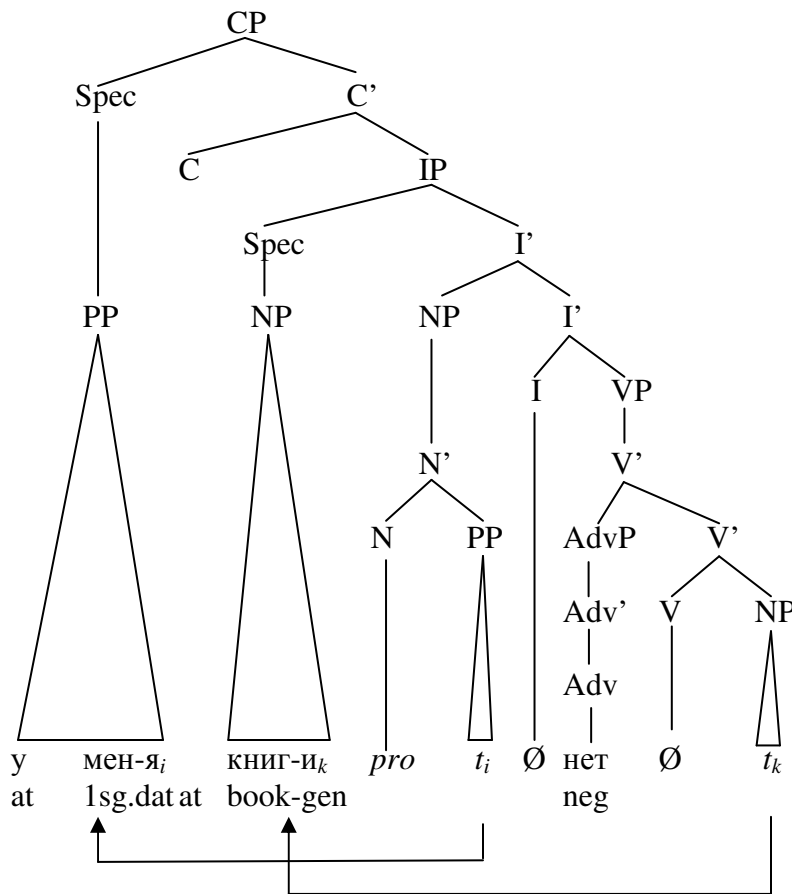 CP
Spec C’
C IP
Spec I’
PP NP NP I’
I VP
N’ V’
N PP AdvP V’
Adv’ V NP
Adv
у мен-яi книг-иk pro ti Ø нет Ø tk
at 1sg.dat at book-gen neg